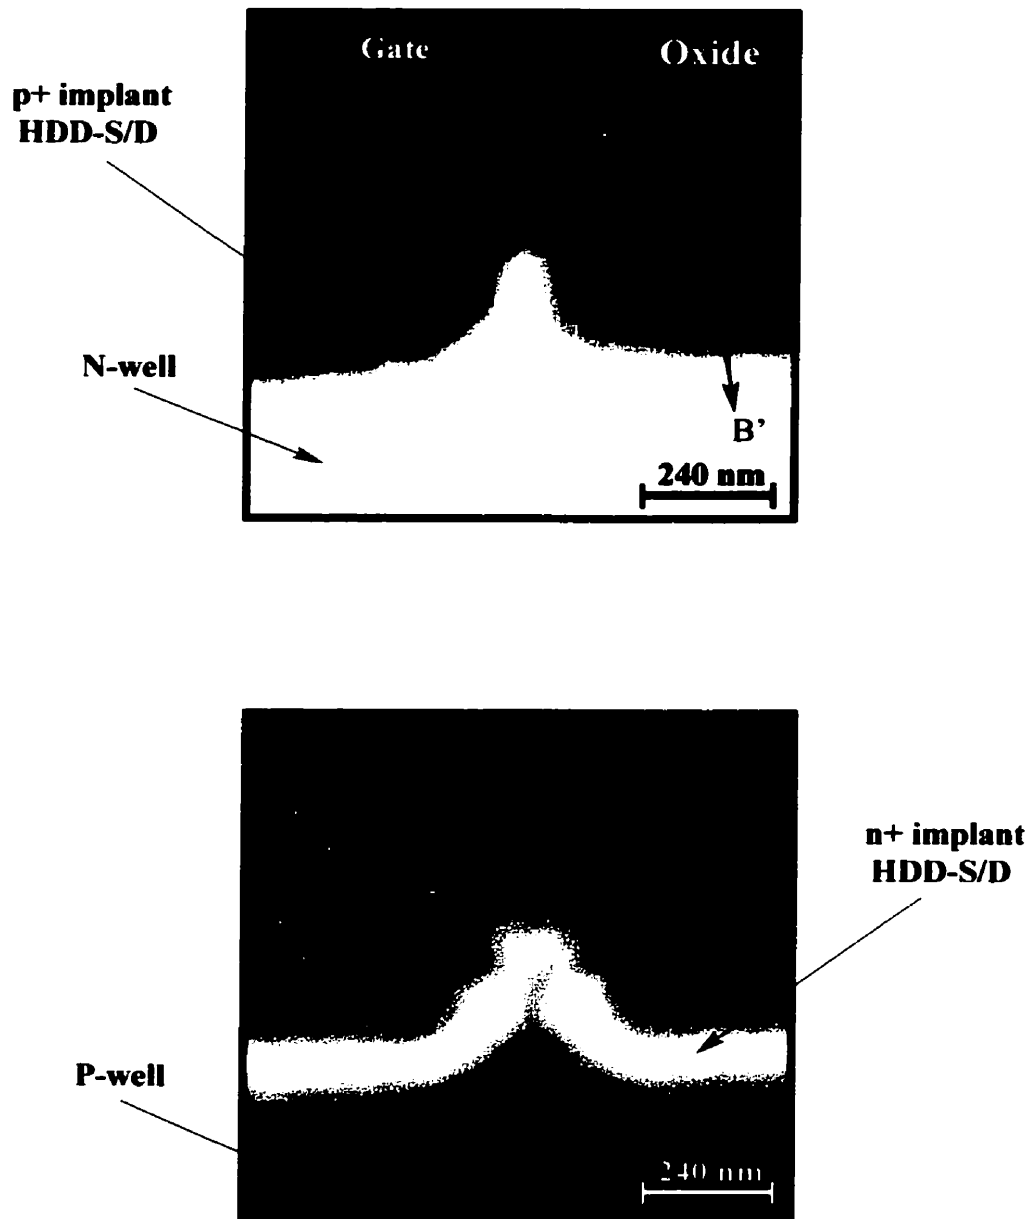 Gate
Oxide
p+ implant
HDD-S/D
N-well
B’
240 nm
n+ implant
HDD-S/D
P-well
240 nm